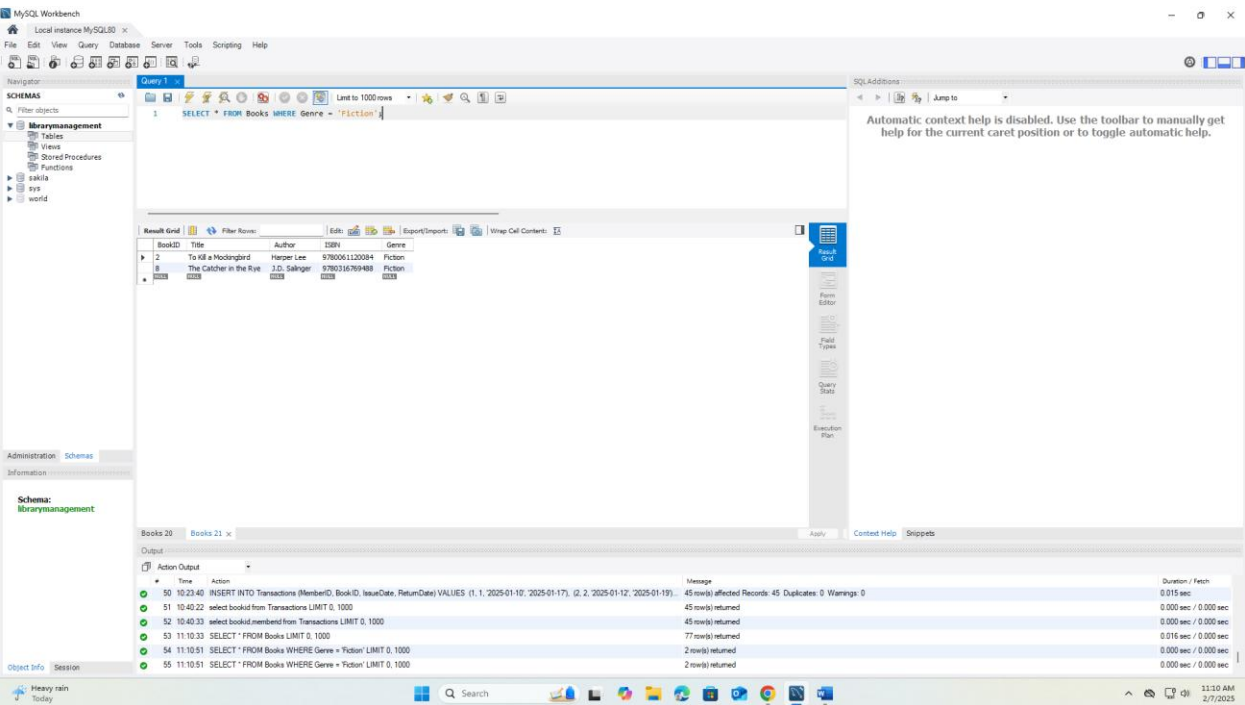 MySQL Workbench
Local instance MySQL80 ×
File Edit View Query Database Server Tools Scripting Help
Navigator
SCHEMAS
Filter objects
librarymanagement
Tables
Views
Stored Procedures
Functions
sakila
sys
world
Administration Schemas
Information
Schema:
librarymanagement
Object Info Session
Query 1 ×
Limit to 1000 rows
1 SELECT * FROM Books WHERE Genre = 'Fiction';
Result Grid Filter Rows: Edit: Export/Import: Wrap Cell Content:
BookID Title Author ISBN Genre
2 To Kill a Mockingbird Harper Lee 9780061120084 Fiction
8 The Catcher in the Rye J.D. Salinger 9780316769488 Fiction
NULL NULL NULL NULL NULL
Result
Grid
Form
Editor
Field
Types
Query
Stats
Execution
Plan
Books 20 Books 21 × Apply
SQLAdditions
Jump to
Automatic context help is disabled. Use the toolbar to manually get
help for the current caret position or to toggle automatic help.
Context Help Snippets
Output
Action Output
# Time Action Message Duration / Fetch
50 10:23:40 INSERT INTO Transactions (MemberID, BookID, IssueDate, ReturnDate) VALUES (1, 1, '2025-01-10', '2025-01-17'), (2, 2, '2025-01-12', '2025-01-19')... 45 row(s) affected Records: 45 Duplicates: 0 Warnings: 0 0.015 sec
51 10:40:22 select bookid from Transactions LIMIT 0, 1000 45 row(s) returned 0.000 sec / 0.000 sec
52 10:40:33 select bookid,memberid from Transactions LIMIT 0, 1000 45 row(s) returned 0.000 sec / 0.000 sec
53 11:10:33 SELECT * FROM Books LIMIT 0, 1000 77 row(s) returned 0.016 sec / 0.000 sec
54 11:10:51 SELECT * FROM Books WHERE Genre = 'Fiction' LIMIT 0, 1000 2 row(s) returned 0.000 sec / 0.000 sec
55 11:10:51 SELECT * FROM Books WHERE Genre = 'Fiction' LIMIT 0, 1000 2 row(s) returned 0.000 sec / 0.000 sec
Heavy rain
Today
Search
11:10 AM
2/7/2025